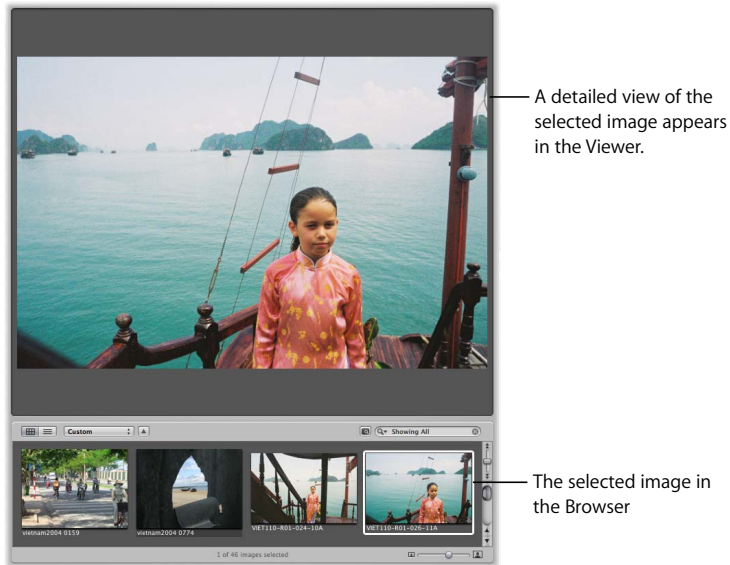 A detailed view of the
selected image appears
in the Viewer.
Custom
Showing All
vietnam2004 0159
vietnam2004 0774
VIET110-R01-024-10A
VIET110-R01-026-11A
The selected image in
the Browser
1 of 46 images selected